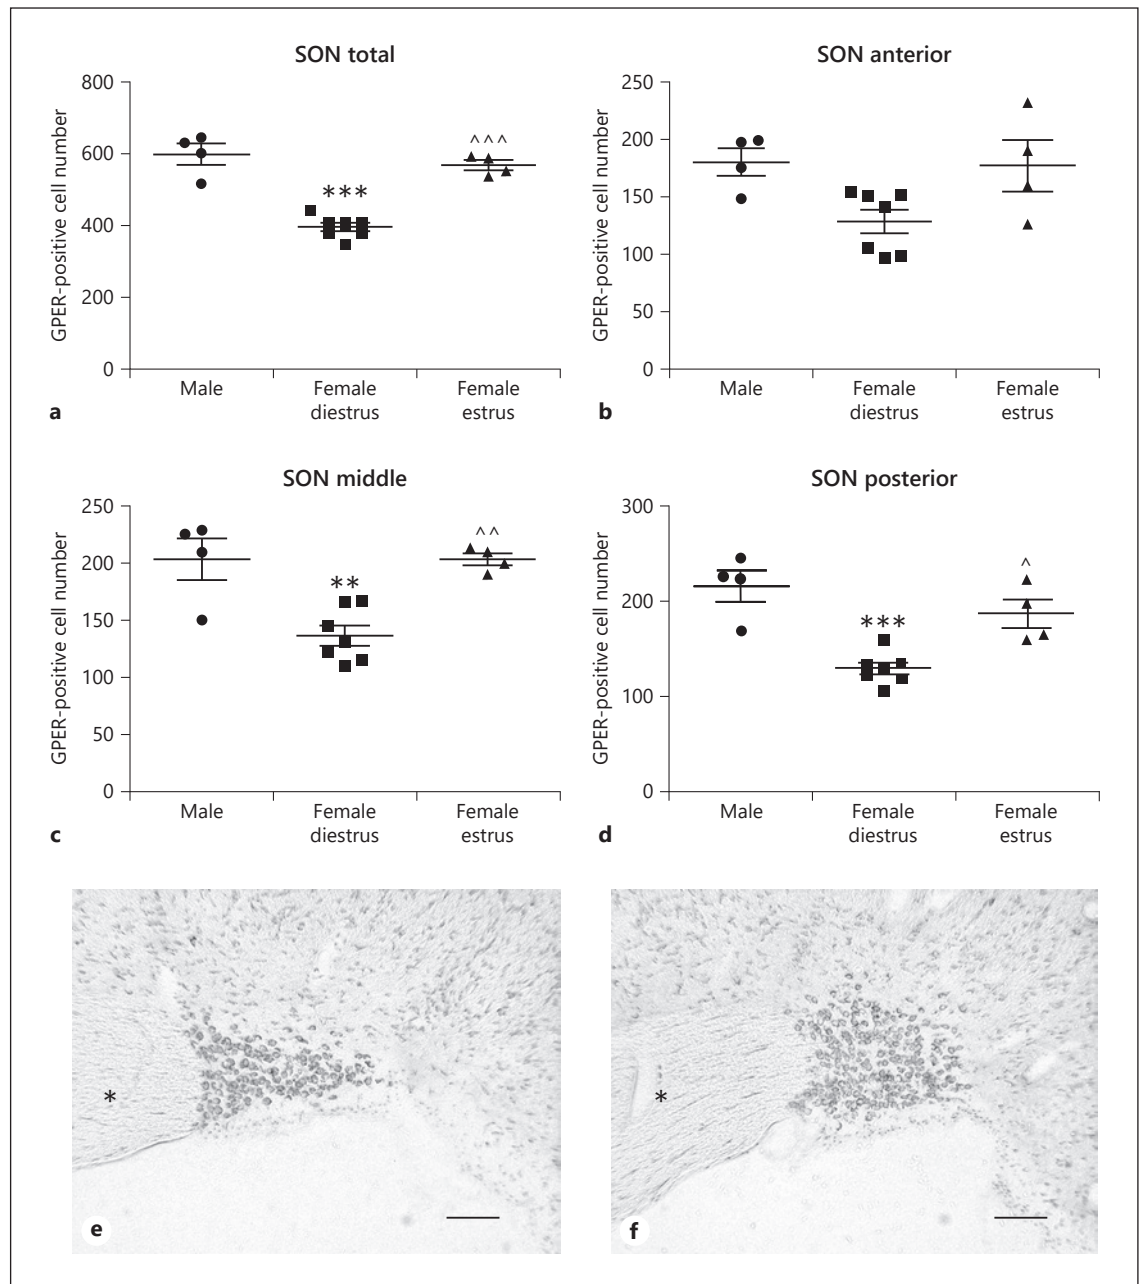 SON total
800
600
400
200
0
GPER-positive cell number
***
^^^
Male
Female
diestrus
Female
estrus
a
SON anterior
250
200
150
100
50
0
GPER-positive cell number
Male
Female
diestrus
Female
estrus
b
SON middle
250
200
150
100
50
0
GPER-positive cell number
**
^^
Male
Female
diestrus
Female
estrus
c
SON posterior
300
200
100
0
GPER-positive cell number
***
^
Male
Female
diestrus
Female
estrus
d
*
e
*
f